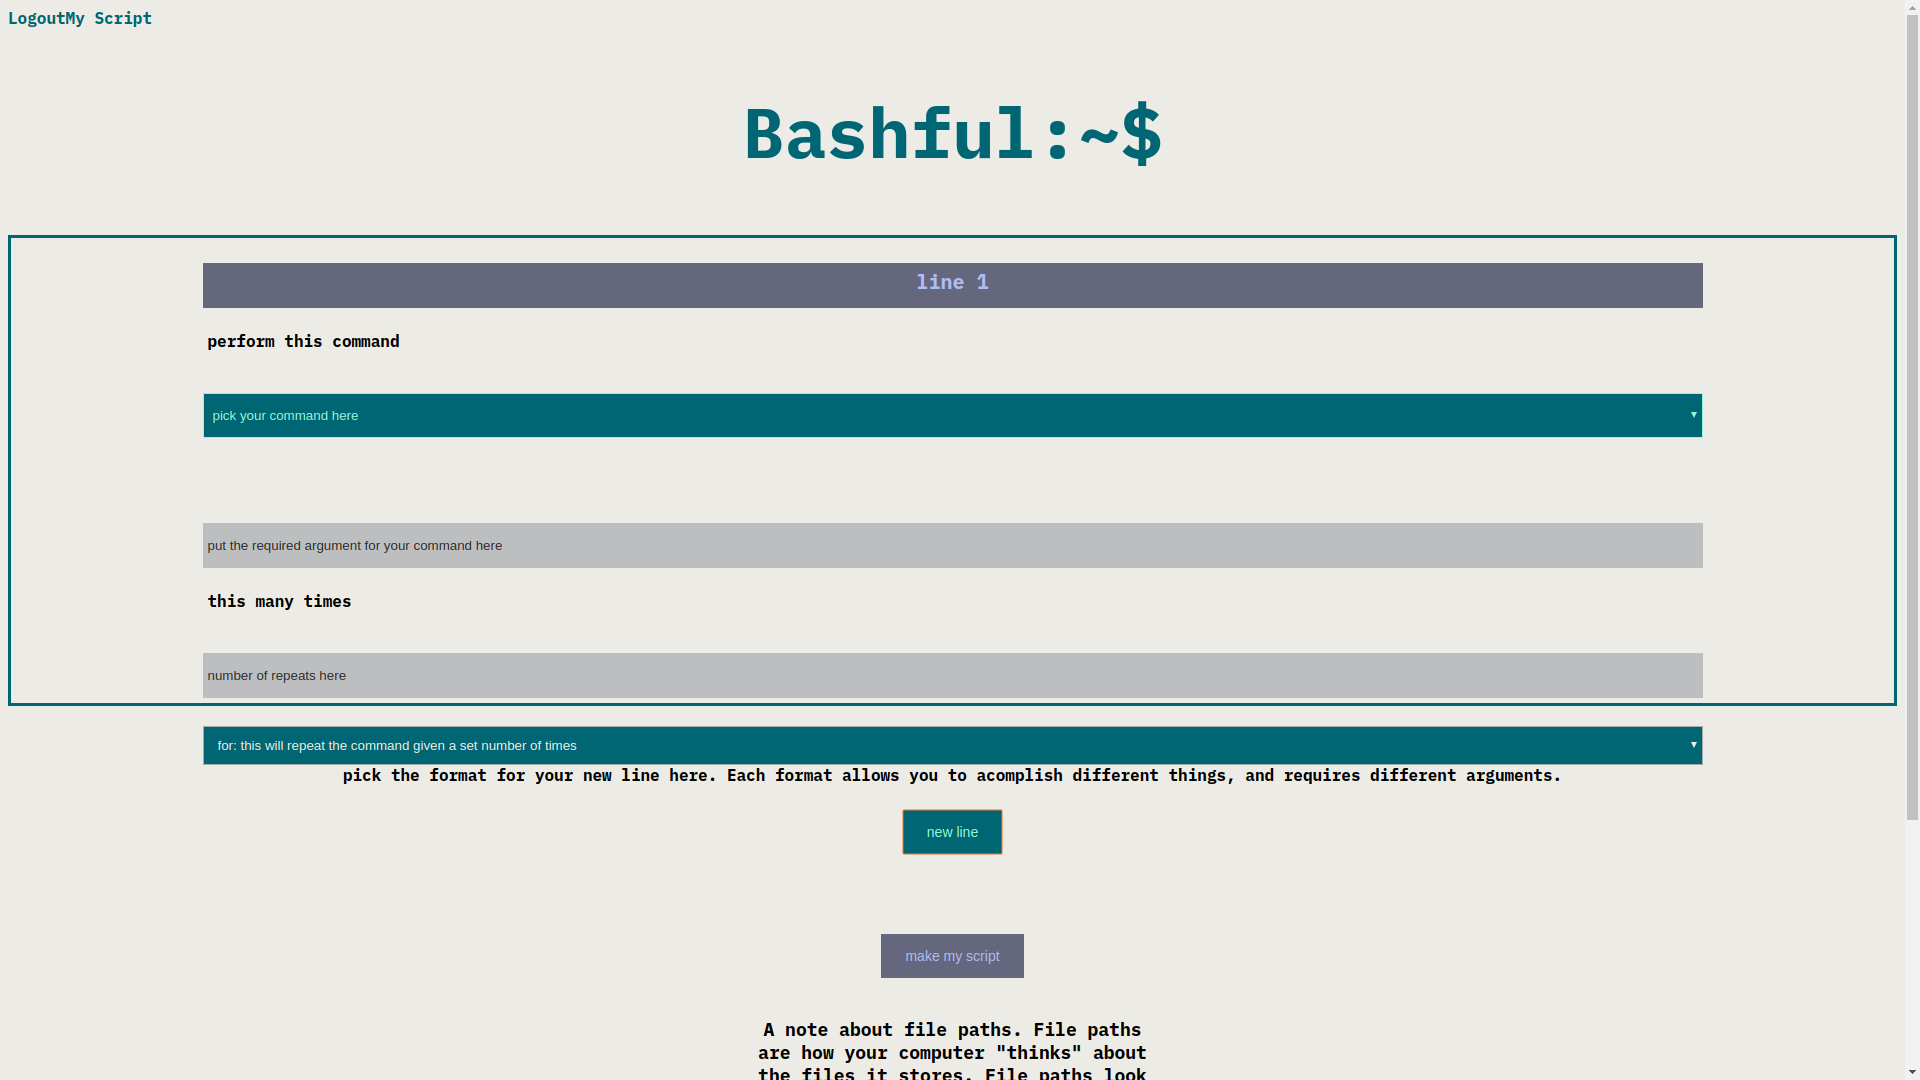 LogoutMy Script
Bashful:~$
line 1
perform this command
pick your command here
put the required argument for your command here
this many times
number of repeats here
for: this will repeat the command given a set number of times
pick the format for your new line here. Each format allows you to acomplish different things, and requires different arguments.
new line
make my script
A note about file paths. File paths
are how your computer "thinks" about
the files it stores. File paths look